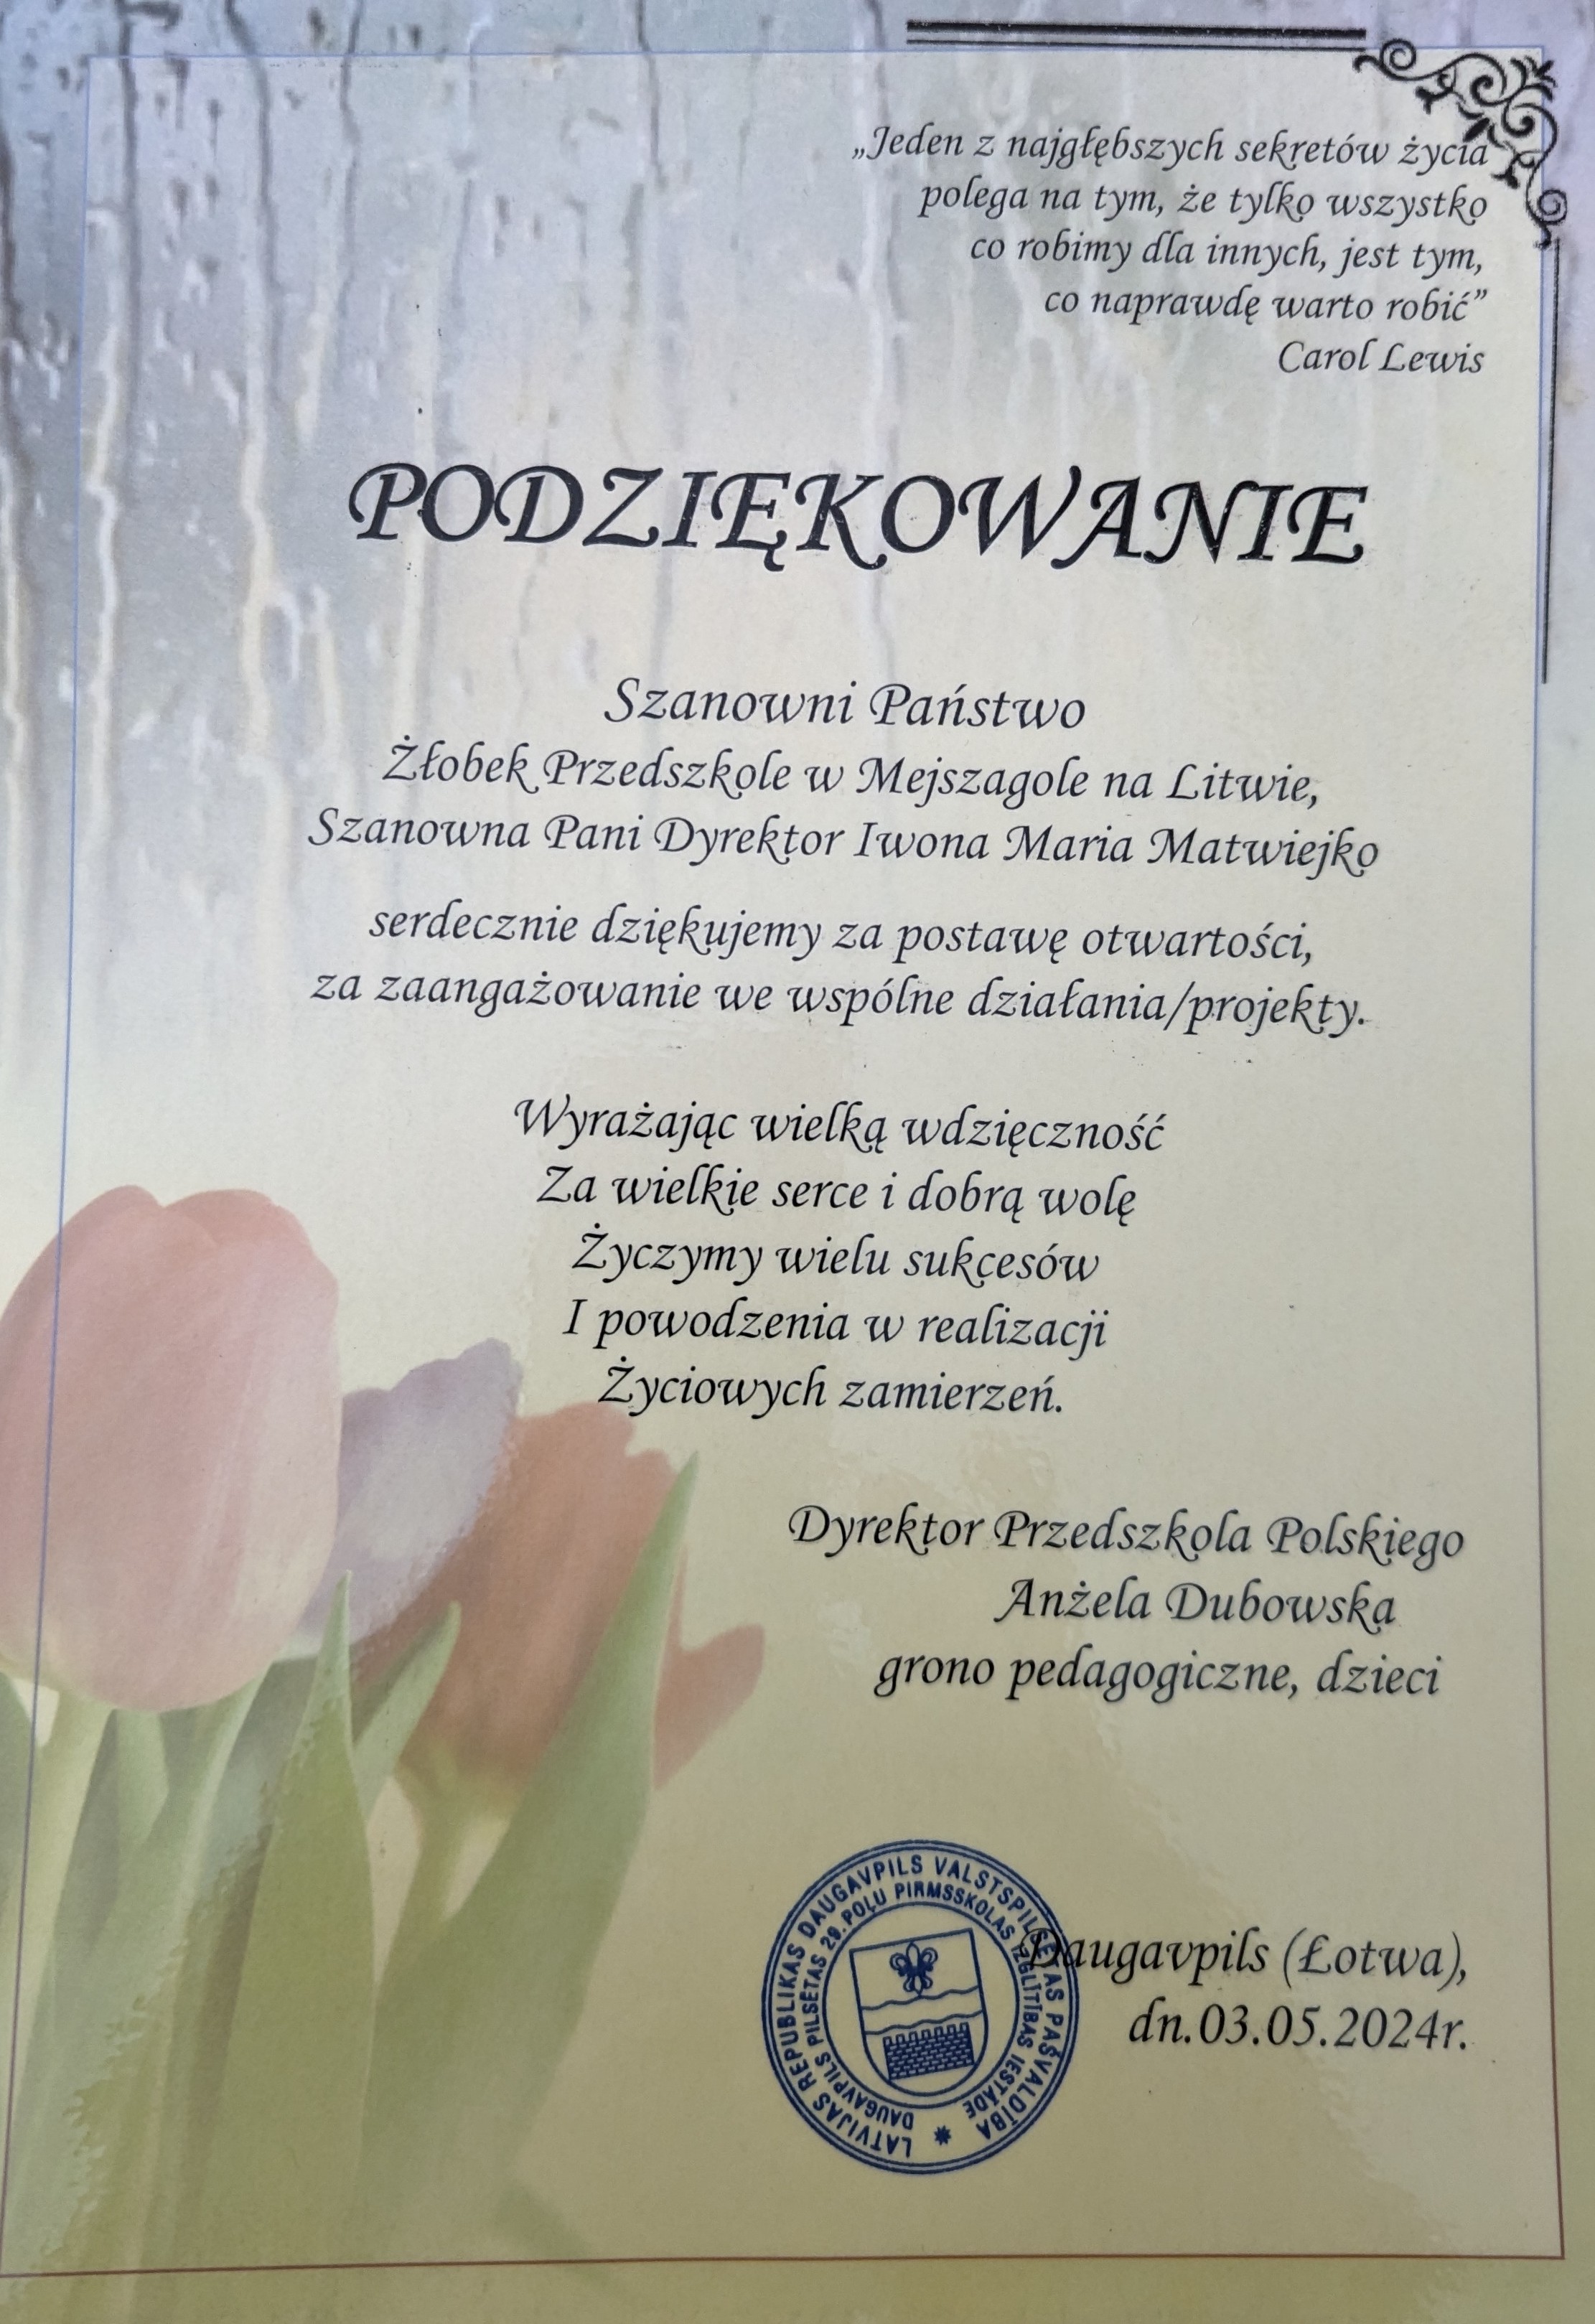 „Jeden z najgłębszych sekretów życia
polega na tym, że tylko wszystko
co robimy dla innych, jest tym,
co naprawdę warto robić”
Carol Lewis
PODZIĘKOWANIE
Szanowni Państwo
Żłobek Przedszkole w Mejszagole na Litwie,
Szanowna Pani Dyrektor Iwona Maria Matwiejko
serdecznie dziękujemy za postawę otwartości,
za zaangażowanie we wspólne działania/projekty.
Wyrażając wielką wdzięczność
Za wielkie serce i dobrą wolę
Życzymy wielu sukcesów
I powodzenia w realizacji
Życiowych zamierzeń.
Dyrektor Przedszkola Polskiego
Anżela Dubowska
grono pedagogiczne, dzieci
LATVIJAS REPUBLIKAS DAUGAVPILS VALSTSPILSĒTAS PAŠVALDĪBA
DAUGAVPILS PILSĒTAS 29. POĻU PIRMSSKOLAS IZGLĪTĪBAS IESTĀDE
Daugavpils (Łotwa),
dn.03.05.2024r.